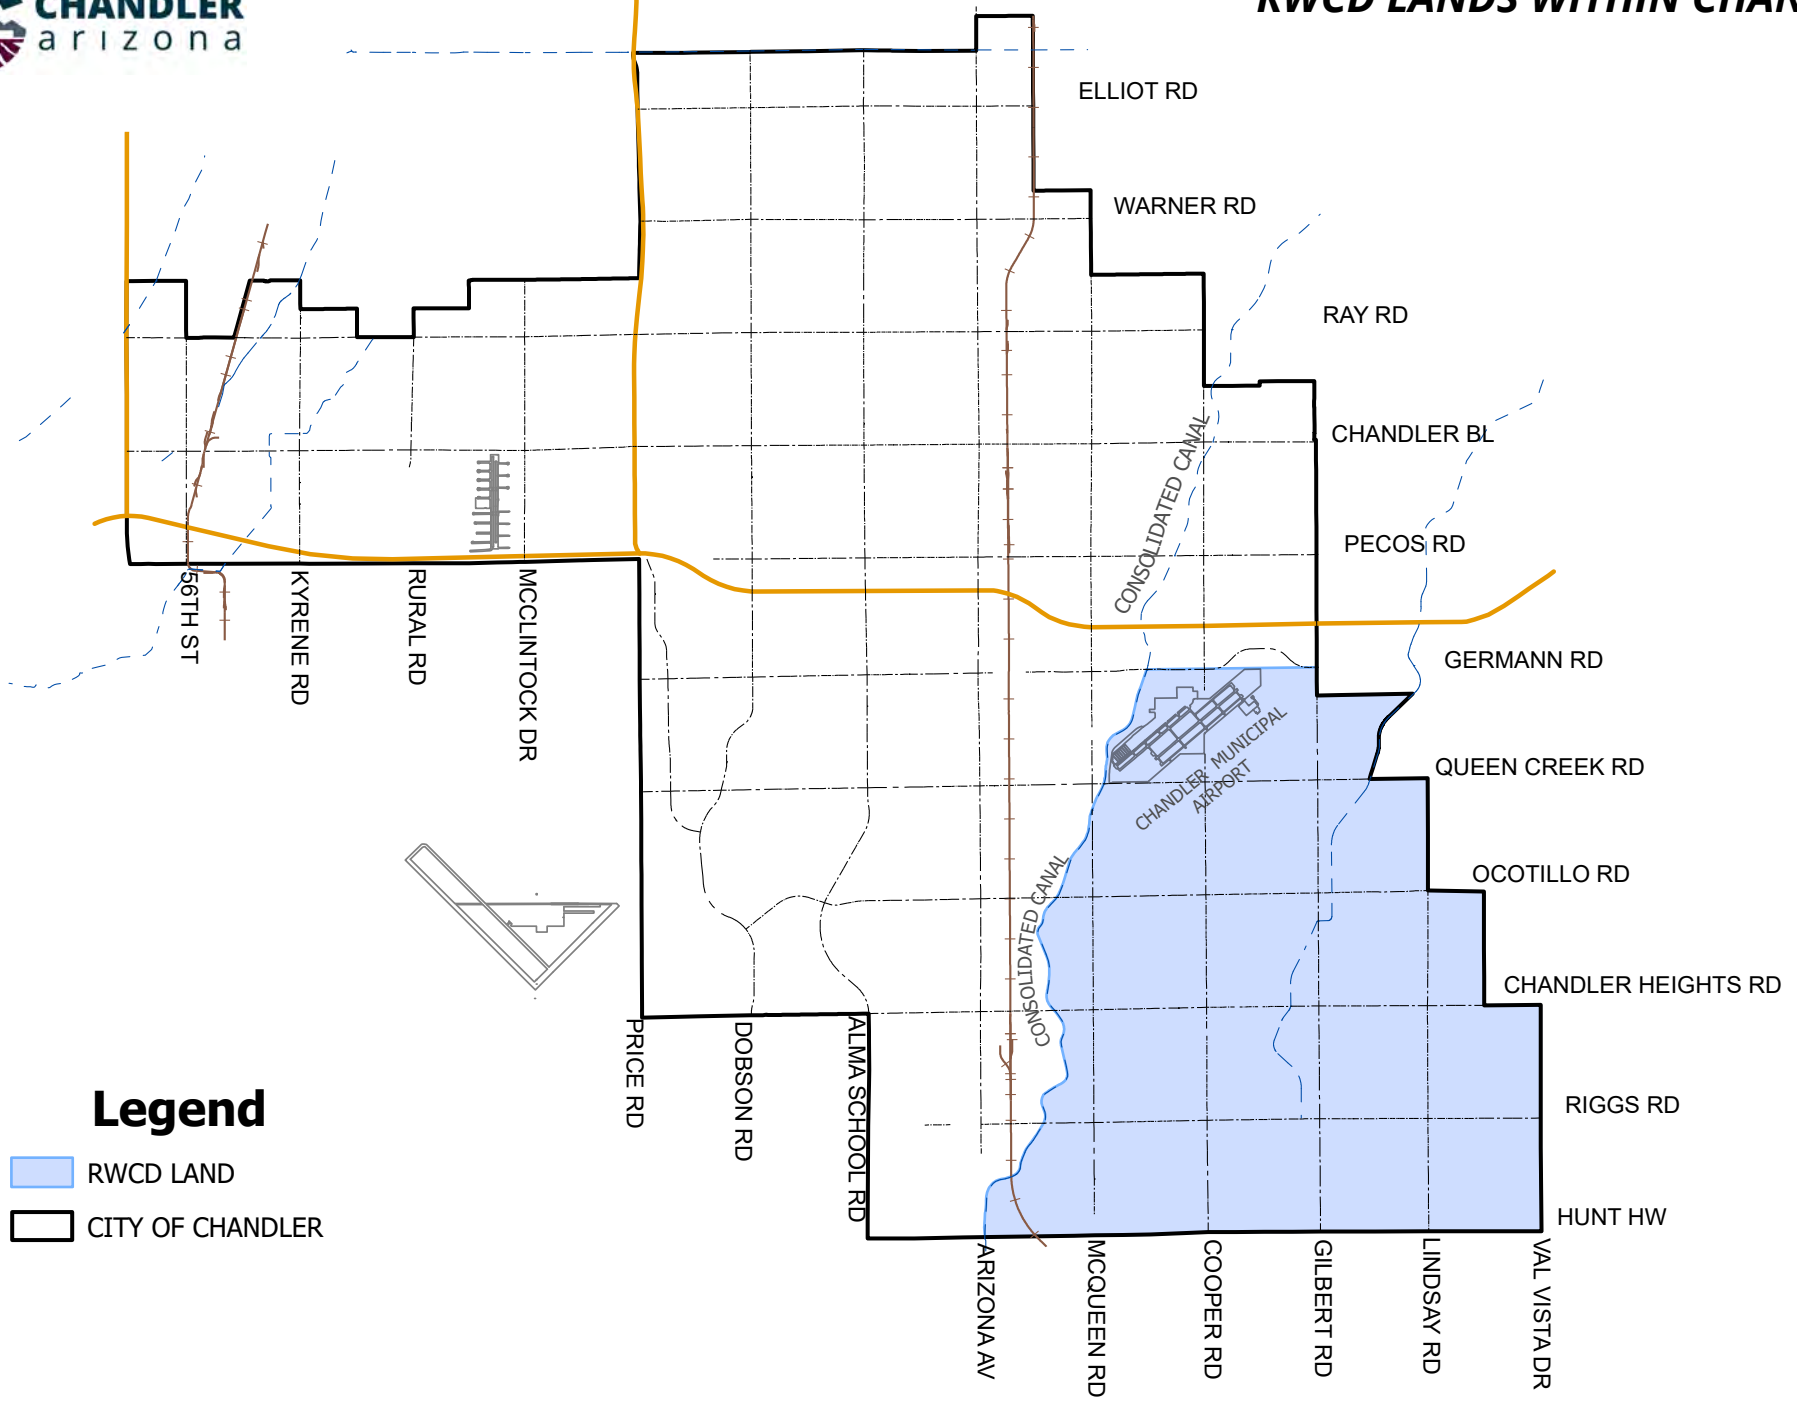 CHANDLER
arizona
RWCD LANDS WITHIN CHAN
ELLIOT RD
WARNER RD
RAY RD
CHANDLER BL
CONSOLIDATED CANAL
PECOS RD
56TH ST
KYRENE RD
RURAL RD
MCCLINTOCK DR
GERMANN RD
CHANDLER MUNICIPAL
AIRPORT
QUEEN CREEK RD
OCOTILLO RD
CONSOLIDATED CANAL
CHANDLER HEIGHTS RD
PRICE RD
DOBSON RD
ALMA SCHOOL RD
RIGGS RD
HUNT HW
Legend
RWCD LAND
CITY OF CHANDLER
ARIZONA AV
MCQUEEN RD
COOPER RD
GILBERT RD
LINDSAY RD
VAL VISTA DR